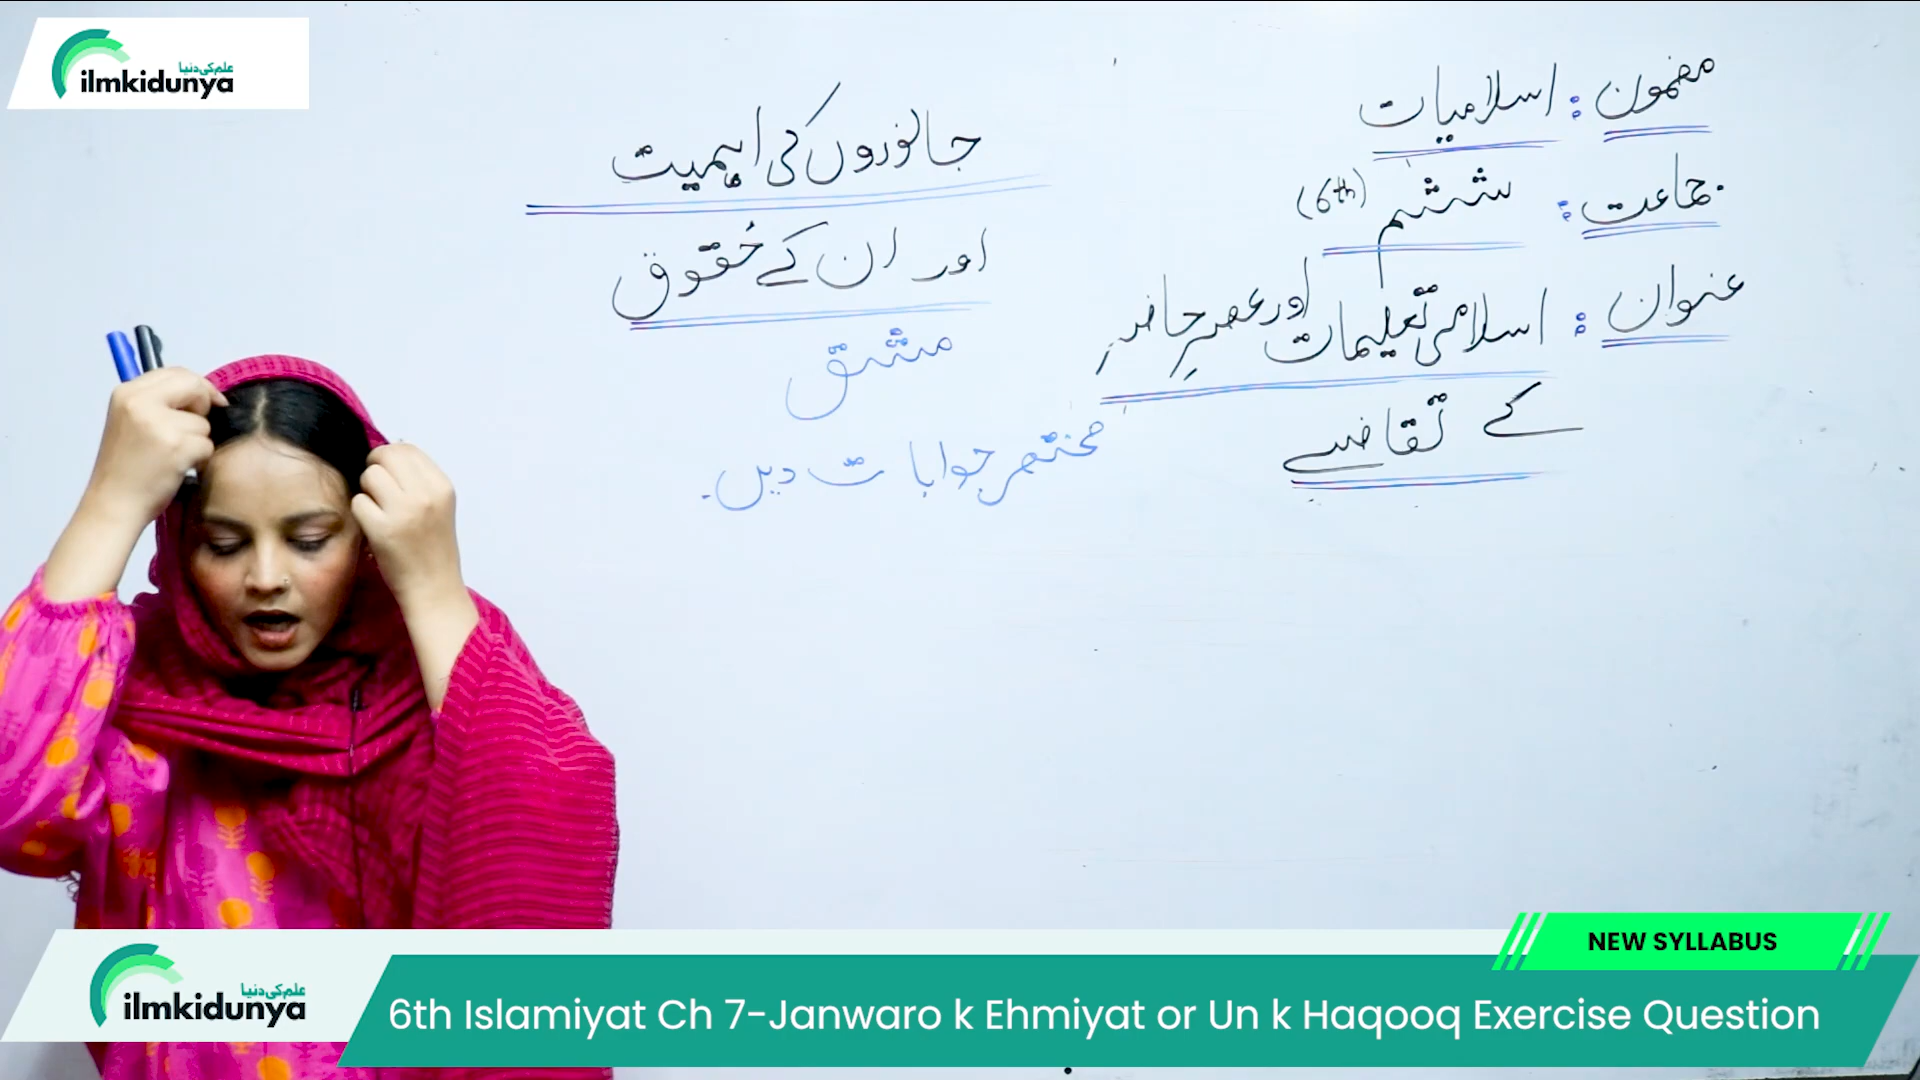 علم کی دنیا
ilmkidunya
مضمون : اسلامیات
جماعت : ششم (6th)
عنوان : اسلامی تعلیمات اور عصرِ حاضر
کے تقاضے
جانوروں کی اہمیت
اور ان کے حُقوق
مشق
مختصر جوابات دیں۔
NEW SYLLABUS
علم کی دنیا
ilmkidunya
6th Islamiyat Ch 7-Janwaro k Ehmiyat or Un k Haqooq Exercise Question